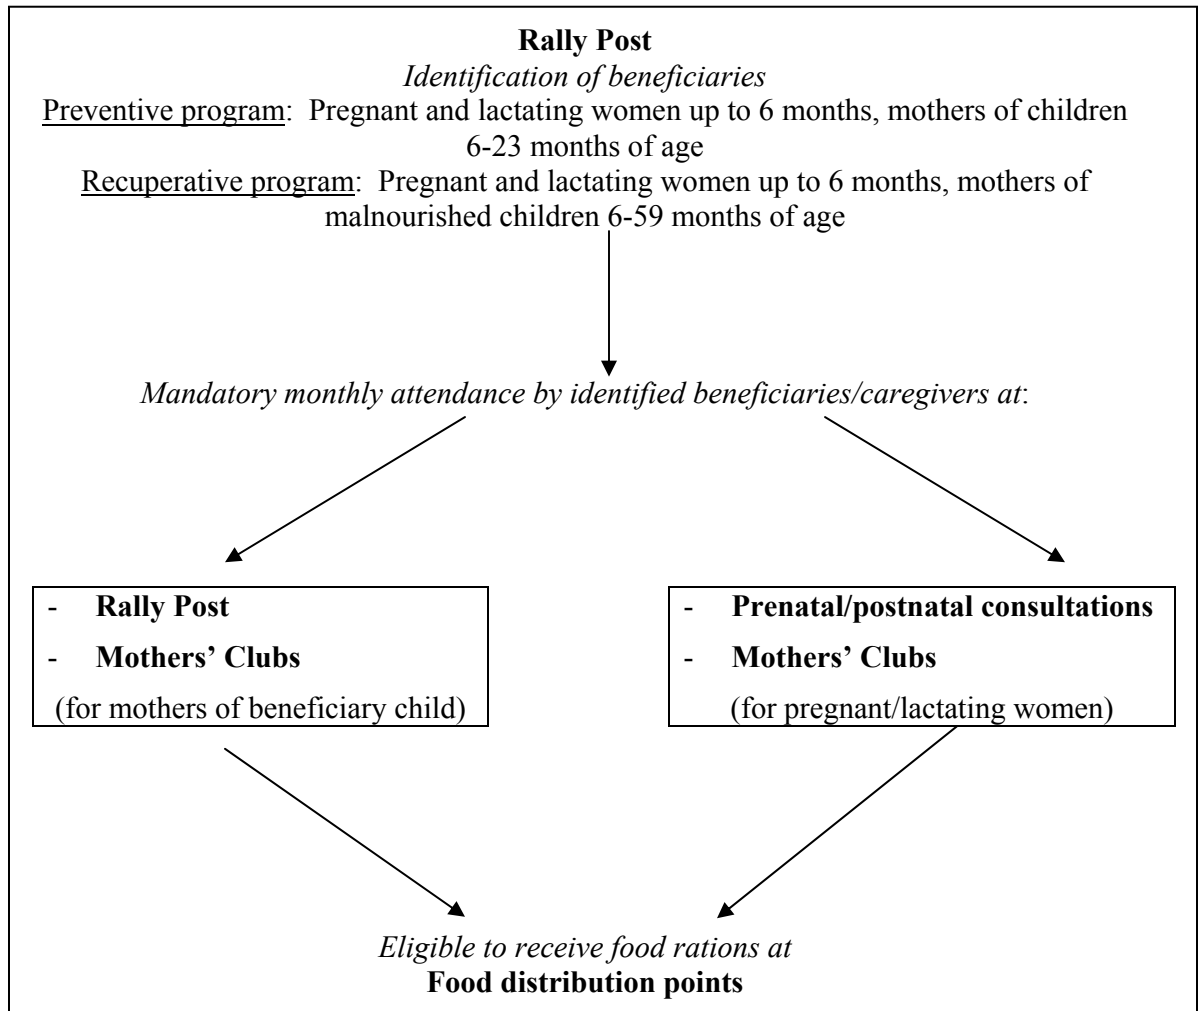 Rally Post
Identification of beneficiaries
Preventive program:  Pregnant and lactating women up to 6 months, mothers of children
6-23 months of age
Recuperative program:  Pregnant and lactating women up to 6 months, mothers of
malnourished children 6-59 months of age
Mandatory monthly attendance by identified beneficiaries/caregivers at:
- Rally Post
- Mothers’ Clubs
(for mothers of beneficiary child)
- Prenatal/postnatal consultations
- Mothers’ Clubs
(for pregnant/lactating women)
Eligible to receive food rations at
Food distribution points